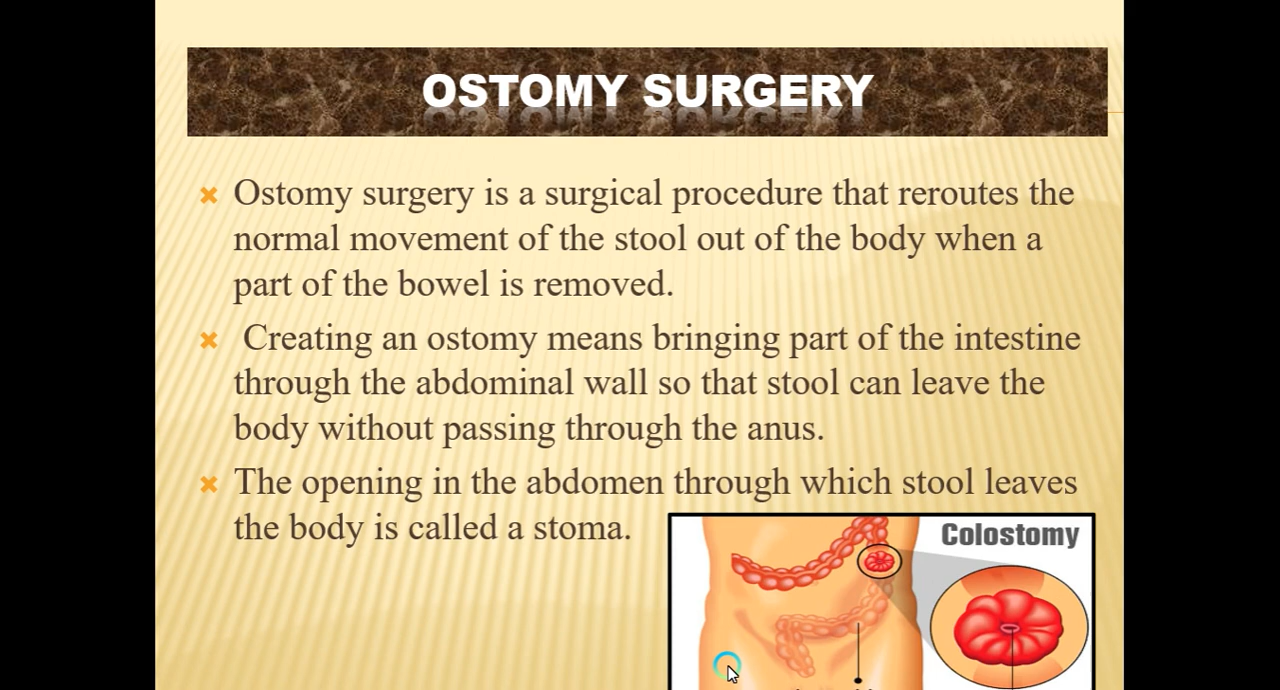 OSTOMY SURGERY
Ostomy surgery is a surgical procedure that reroutes the
normal movement of the stool out of the body when a
part of the bowel is removed.
Creating an ostomy means bringing part of the intestine
through the abdominal wall so that stool can leave the
body without passing through the anus.
The opening in the abdomen through which stool leaves
the body is called a stoma.
Colostomy